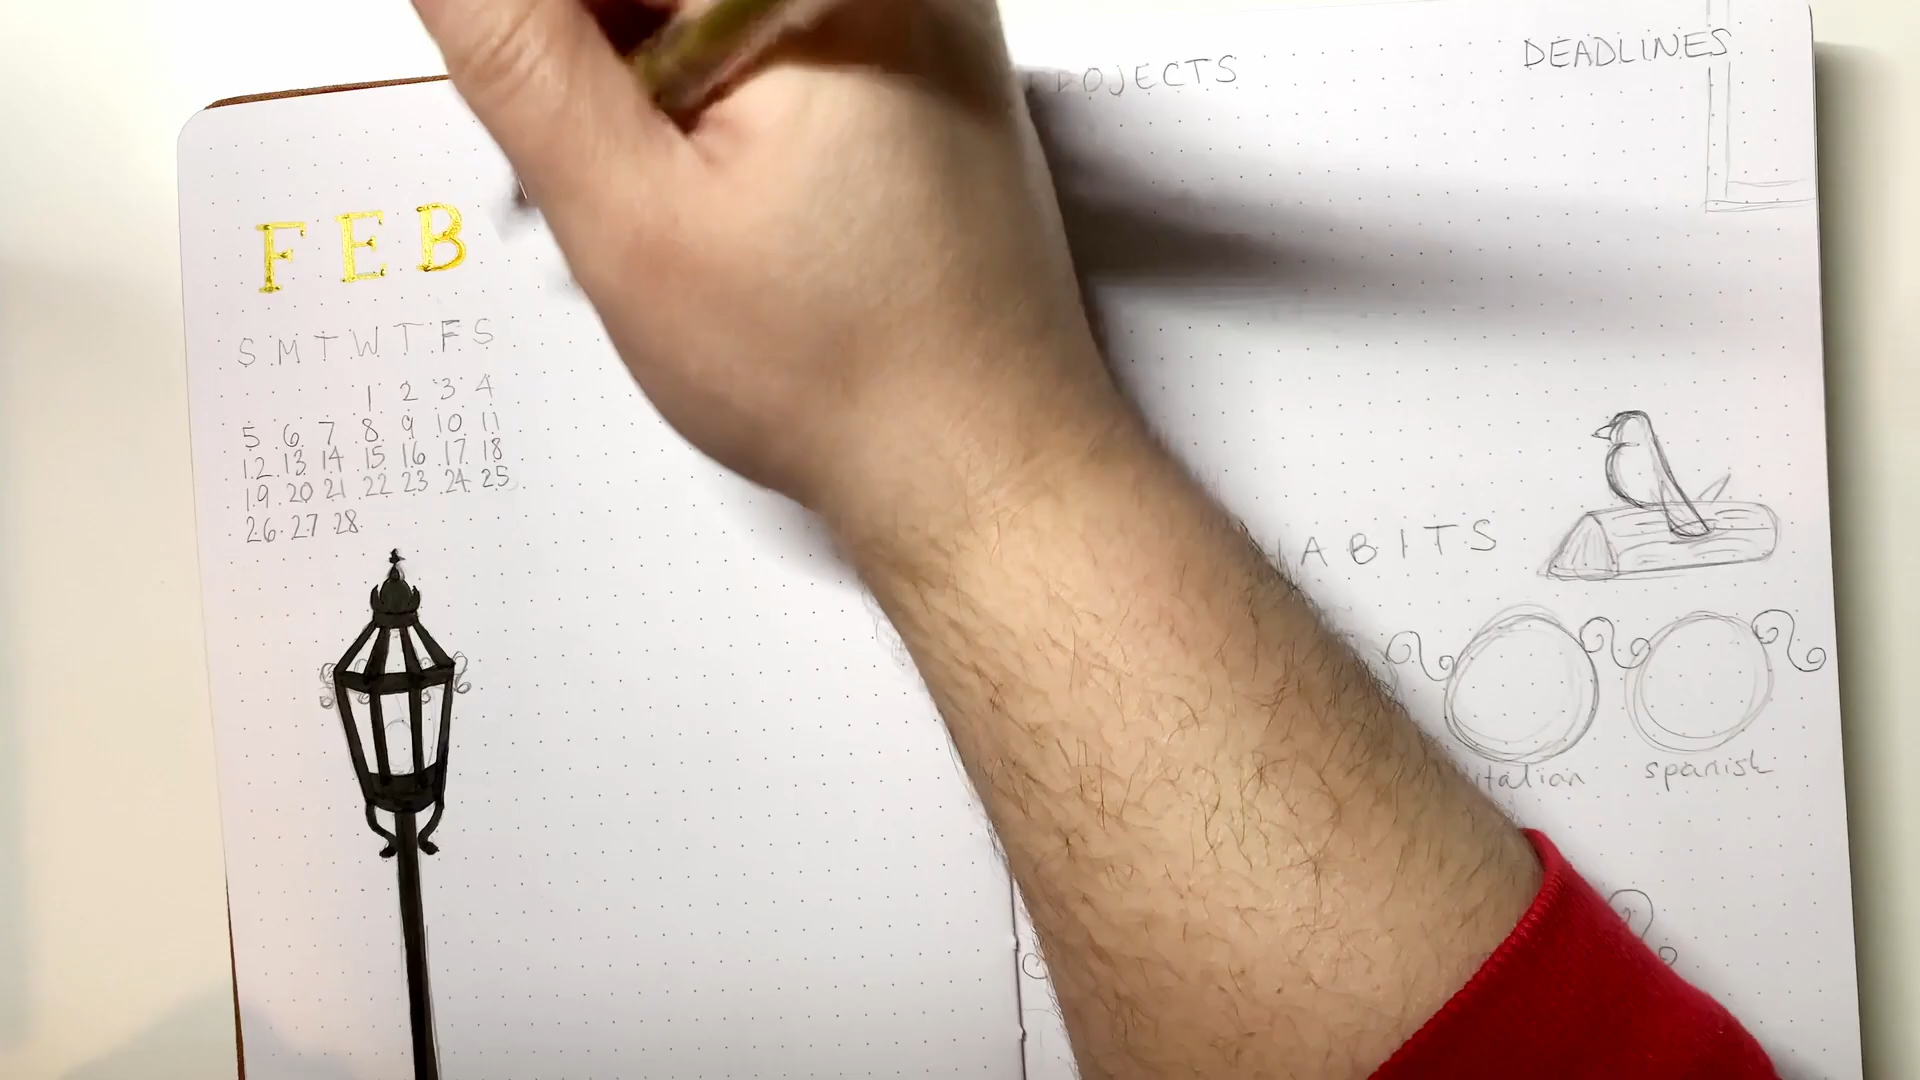 FEB
S M T W T F S
1 2 3 4
5 6 7 8 9 10 11
12 13 14 15 16 17 18
19 20 21 22 23 24 25
26 27 28
DEADLINES
italian
spanish